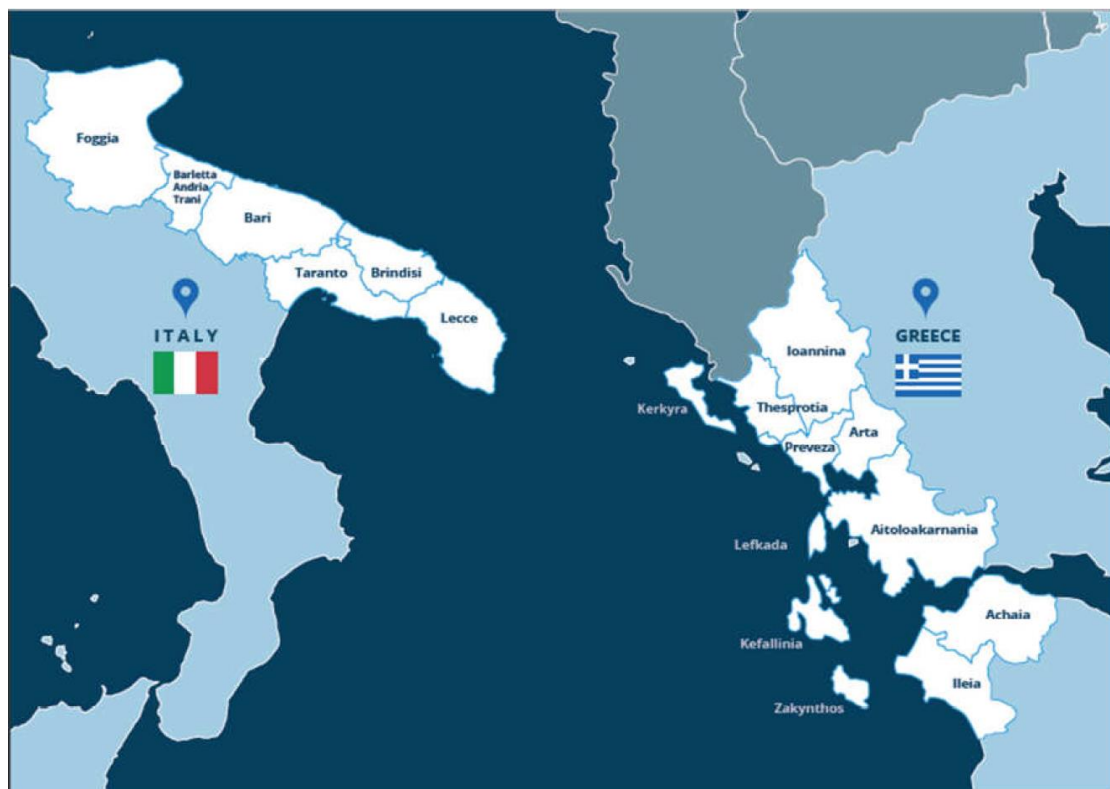 Foggia
Barletta
Andria
Trani
Bari
Taranto
Brindisi
Lecce
ITALY
GREECE
Ioannina
Kerkyra
Thesprotia
Preveza
Arta
Lefkada
Aitoloakarnania
Kefallinia
Achaia
Ileia
Zakynthos